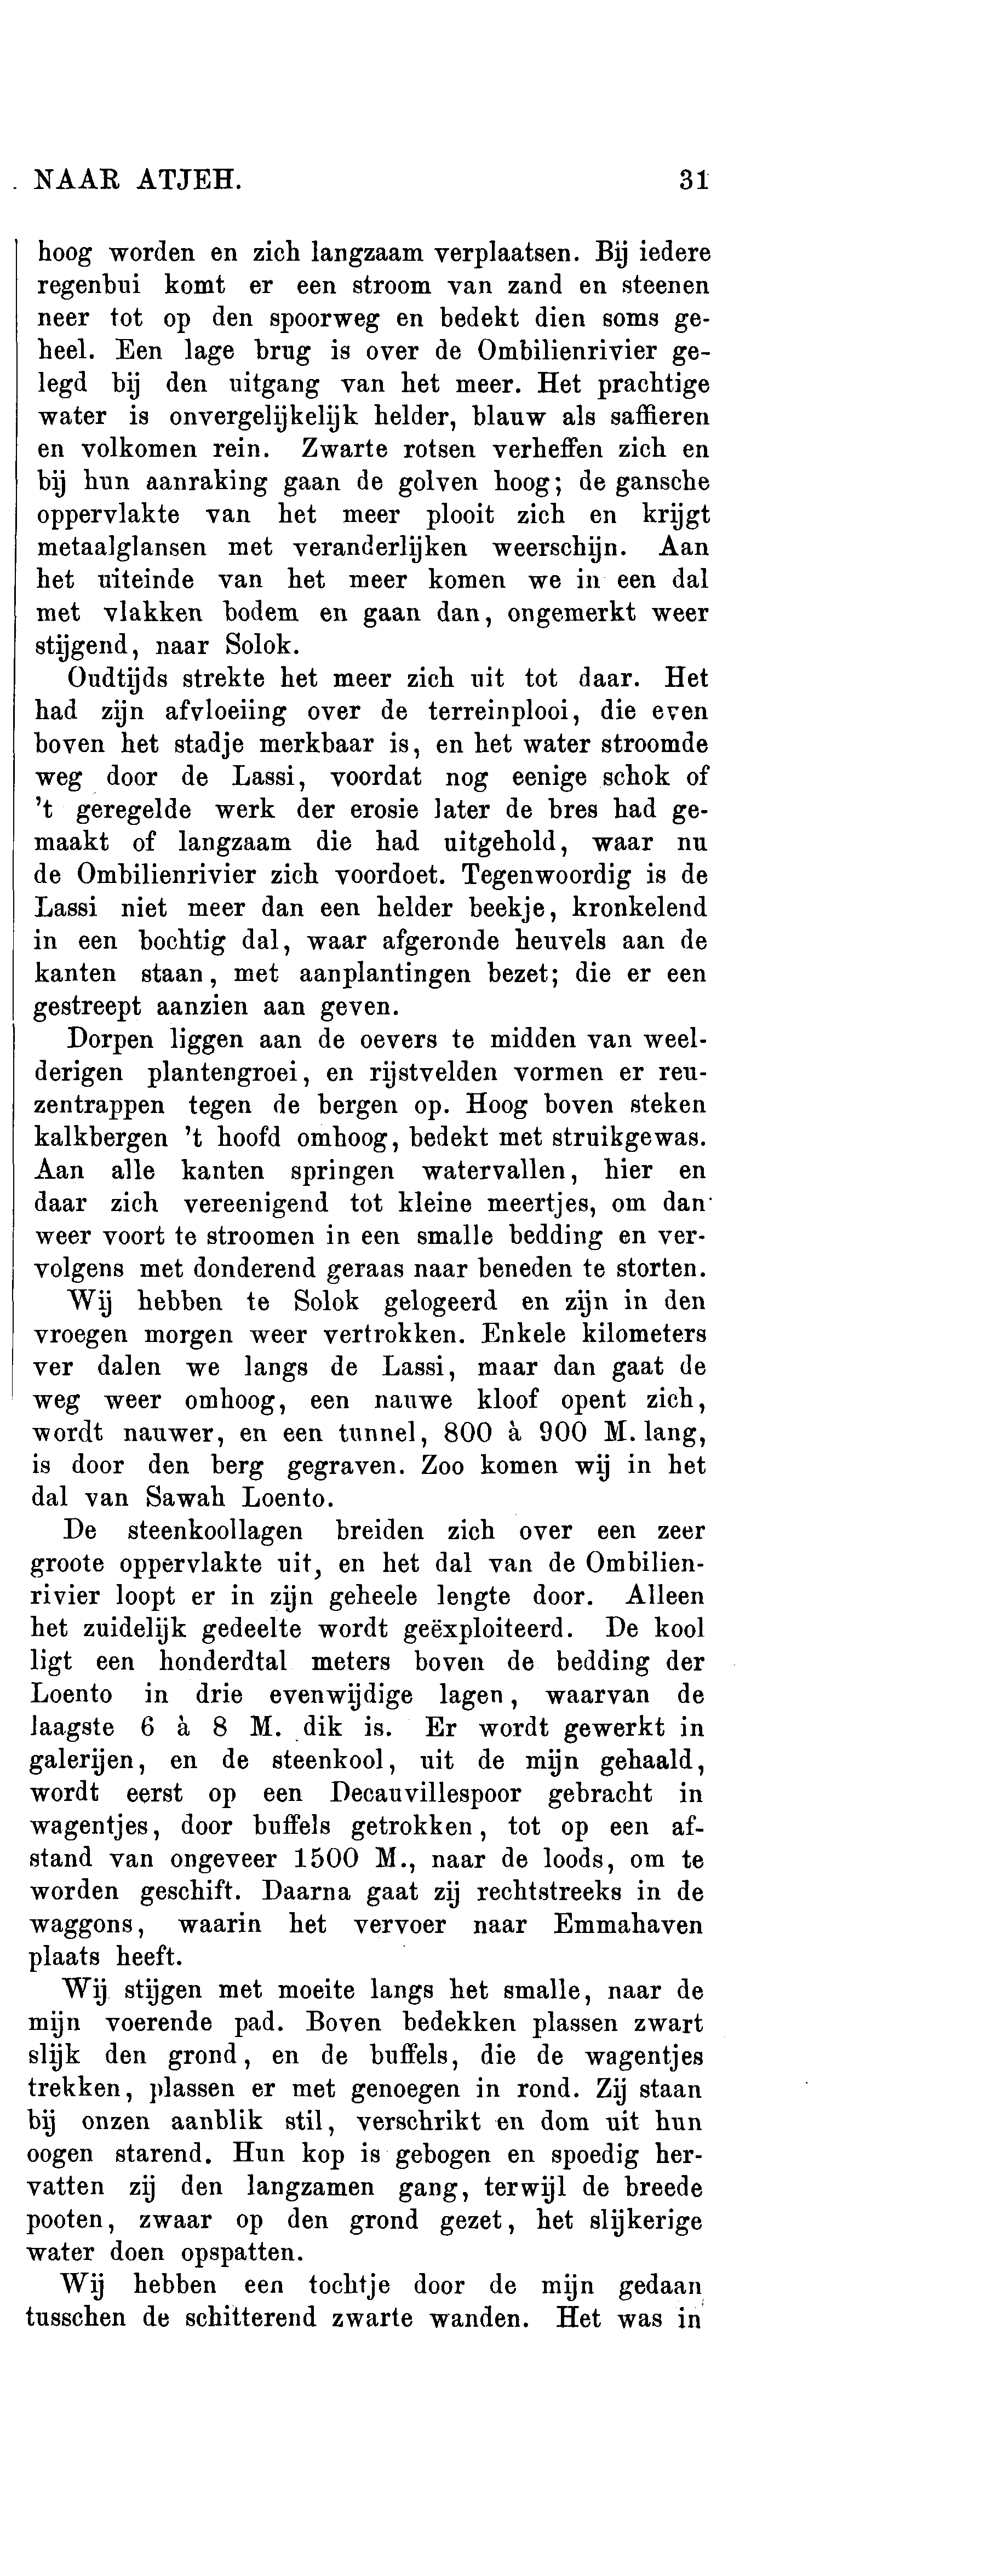 NAAR ATJEH. 31
hoog worden en zich langzaam verplaatsen. Bij iedere
regenbui komt er een stroom van zand en steenen
neer tot op den spoorweg en bedekt dien soms ge-
heel. Een lage brug is over de Ombilienrivier ge-
legd bij den uitgang van het meer. Het prachtige
water is onvergelijkelijk helder, blauw als saffieren
en volkomen rein. Zwarte rotsen verheffen zich en
bij hun aanraking gaan de golven hoog; de gansche
oppervlakte van het meer plooit zich en krijgt
metaalglansen met veranderlijken weerschijn. Aan
het uiteinde van het meer komen we in een dal
met vlakken bodem en gaan dan, ongemerkt weer
stijgend, naar Solok.
Oudtijds strekte het meer zich uit tot daar. Het
had zijn afvloeiing over de terreinplooi, die even
boven het stadje merkbaar is, en het water stroomde
weg door de Lassi, voordat nog eenige schok of
't geregelde werk der erosie later de bres had ge-
maakt of langzaam die had uitgehold, waar nu
de Ombilienrivier zich voordoet. Tegenwoordig is de
Lassi niet meer dan een helder beekje, kronkelend
in een bochtig dal, waar afgeronde heuvels aan de
kanten staan, met aanplantingen bezet; die er een
gestreept aanzien aan geven.
Dorpen liggen aan de oevers te midden van weel-
derigen plantengroei, en rijstvelden vormen er reu-
zentrappen tegen de bergen op. Hoog boven steken
kalkbergen 't hoofd omhoog, bedekt met struikgewas.
Aan alle kanten springen watervallen, hier en
daar zich vereenigend tot kleine meertjes, om dan
weer voort te stroomen in een smalle bedding en ver-
volgens met donderend geraas naar beneden te storten.
Wij hebben te Solok gelogeerd en zijn in den
vroegen morgen weer vertrokken. Enkele kilometers
ver dalen we langs de Lassi, maar dan gaat de
weg weer omhoog, een nauwe kloof opent zich,
wordt nauwer, en een tunnel, 800 à 900 M. lang,
is door den berg gegraven. Zoo komen wij in het
dal van Sawah Loento.
De steenkoollagen breiden zich over een zeer
groote oppervlakte uit, en het dal van de Ombilien-
rivier loopt er in zijn geheele lengte door. Alleen
het zuidelijk gedeelte wordt geëxploiteerd. De kool
ligt een honderdtal meters boven de bedding der
Loento in drie evenwijdige lagen, waarvan de
laagste 6 à 8 M. dik is. Er wordt gewerkt in
galerijen, en de steenkool, uit de mijn gehaald,
wordt eerst op een Decauvillespoor gebracht in
wagentjes, door buffels getrokken, tot op een af-
stand van ongeveer 1500 M., naar de loods, om te
worden geschift. Daarna gaat zij rechtstreeks in de
waggons, waarin het vervoer naar Emmahaven
plaats heeft.
Wij stijgen met moeite langs het smalle, naar de
mijn voerende pad. Boven bedekken plassen zwart
slijk den grond, en de buffels, die de wagentjes
trekken, plassen er met genoegen in rond. Zij staan
bij onzen aanblik stil, verschrikt en dom uit hun
oogen starend. Hun kop is gebogen en spoedig her-
vatten zij den langzamen gang, terwijl de breede
pooten, zwaar op den grond gezet, het slijkerige
water doen opspatten.
Wij hebben een tochtje door de mijn gedaan
tusschen de schitterend zwarte wanden. Het was in